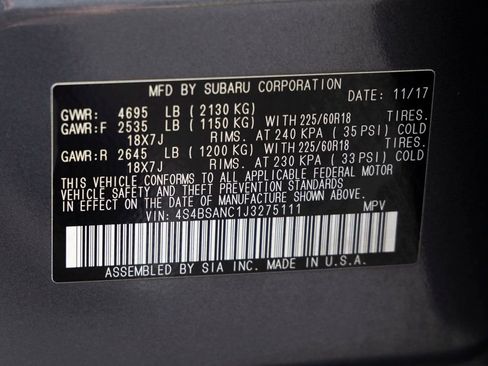 MFD BY SUBARU CORPORATION
DATE: 11/17
GVWR: 4695 LB (2130 KG)
GAWR:F 2535 LB (1150 KG) WITH 225/60R18 TIRES.
18X7J RIMS. AT 240 KPA (35 PSI) COLD
GAWR:R 2645 LB (1200 KG) WITH 225/60R18 TIRES.
18X7J RIMS. AT 230 KPA (33 PSI) COLD
THIS VEHICLE CONFORMS TO ALL APPLICABLE FEDERAL MOTOR
VEHICLE SAFETY AND BUMPER AND THEFT PREVENTION STANDARDS
IN EFFECT ON THE DATE OF MANUFACTURE SHOWN ABOVE.
VIN: 4S4BSANC1J3275111 MPV
ASSEMBLED BY SIA INC. MADE IN U.S.A.